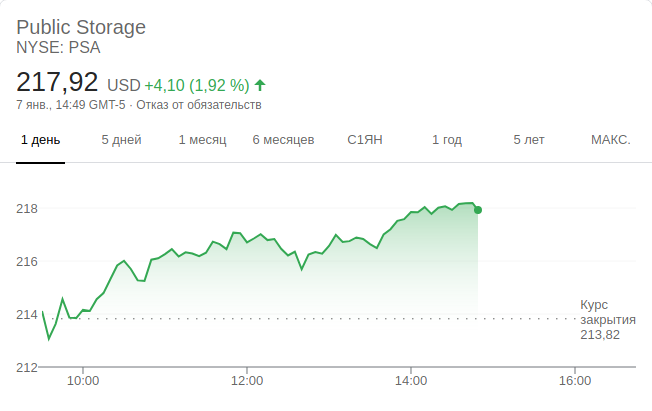 Public Storage
NYSE: PSA
217,92 USD +4,10 (1,92 %)
7 янв., 14:49 GMT-5 · Отказ от обязательств
1 день 5 дней 1 месяц 6 месяцев С1ЯН 1 год 5 лет МАКС.
218
216
214
212
Курс
закрытия
213,82
10:00 12:00 14:00 16:00